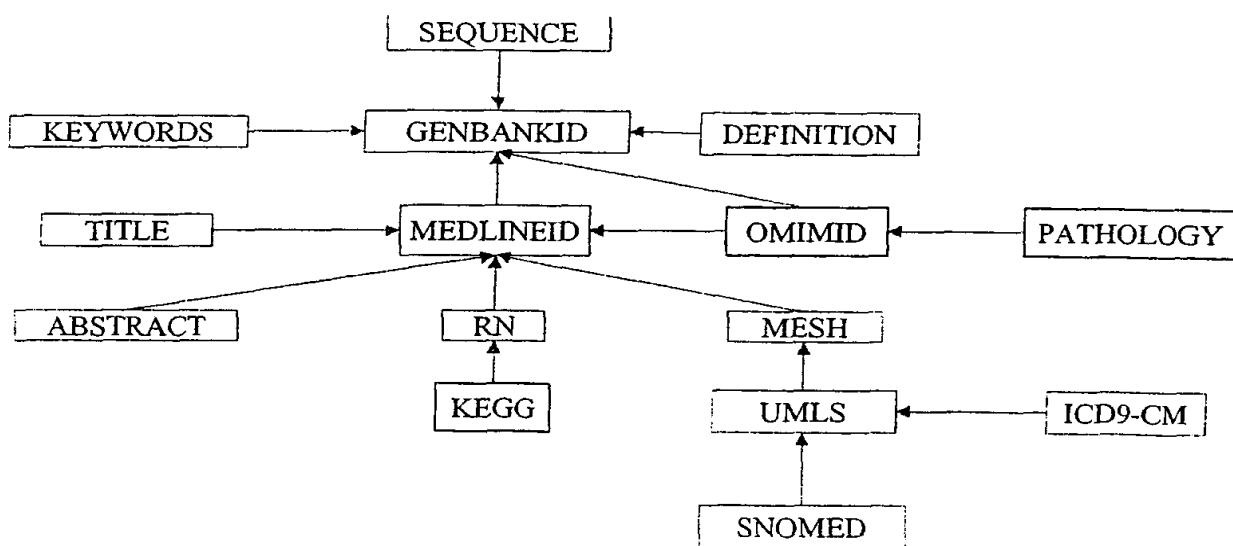 SEQUENCE
KEYWORDS
GENBANKID
DEFINITION
TITLE
MEDLINEID
OMIMID
PATHOLOGY
ABSTRACT
RN
MESH
KEGG
UMLS
ICD9-CM
SNOMED